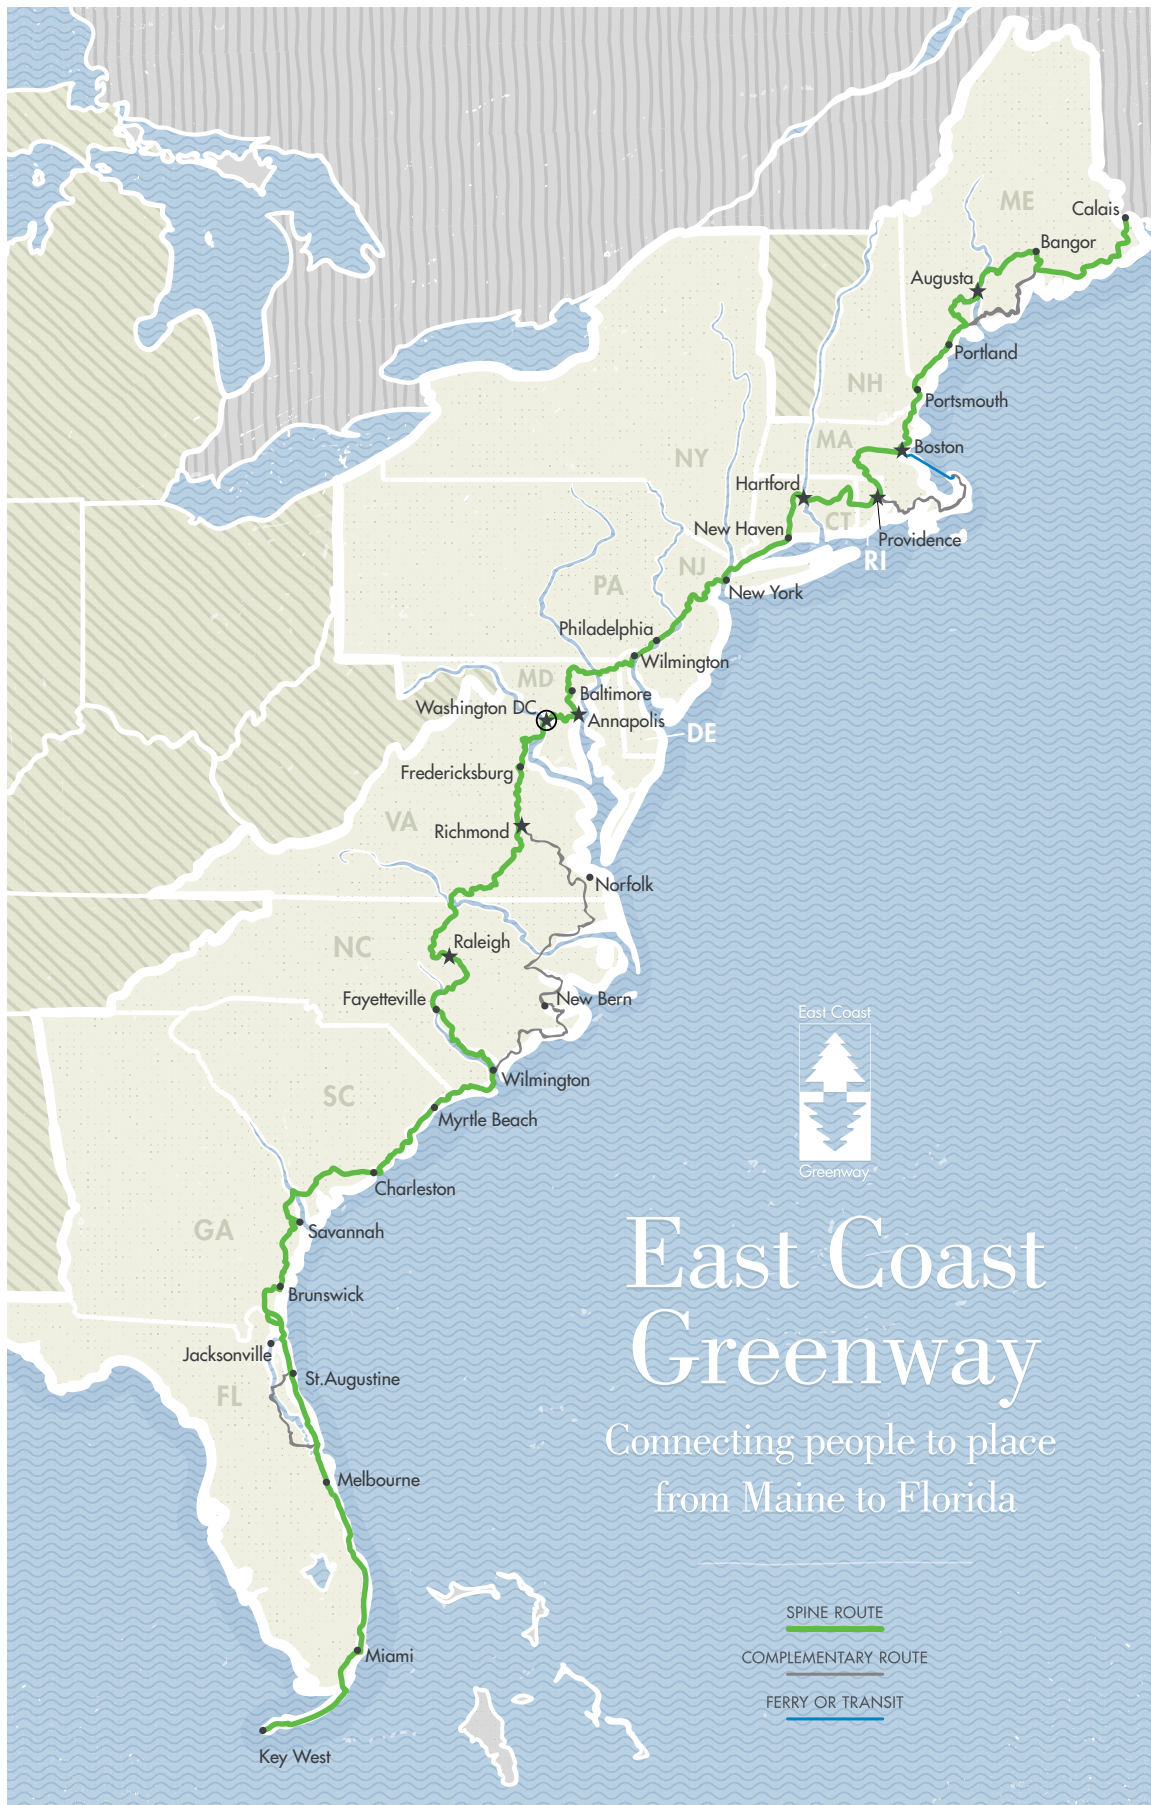 ME
Calais
Bangor
Augusta
Portland
NH
Portsmouth
MA
Boston
NY
Hartford
CT
New Haven
Providence
RI
NJ
PA
New York
Philadelphia
Wilmington
MD
Baltimore
Washington DC
Annapolis
DE
Fredericksburg
VA
Richmond
Norfolk
NC
Raleigh
Fayetteville
New Bern
Wilmington
SC
Myrtle Beach
Charleston
GA
Savannah
Brunswick
Jacksonville
St.Augustine
FL
Melbourne
Miami
Key West
East Coast
Greenway
East Coast
Greenway
Connecting people to place
from Maine to Florida
SPINE ROUTE
COMPLEMENTARY ROUTE
FERRY OR TRANSIT